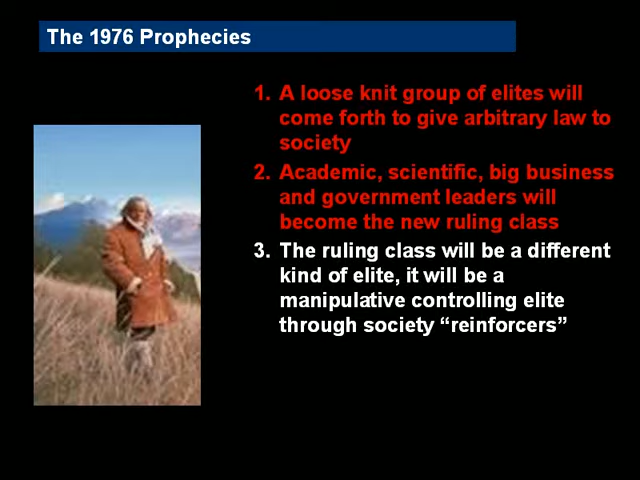 The 1976 Prophecies
1. A loose knit group of elites will
come forth to give arbitrary law to
society
2. Academic, scientific, big business
and government leaders will
become the new ruling class
3. The ruling class will be a different
kind of elite, it will be a
manipulative controlling elite
through society “reinforcers”